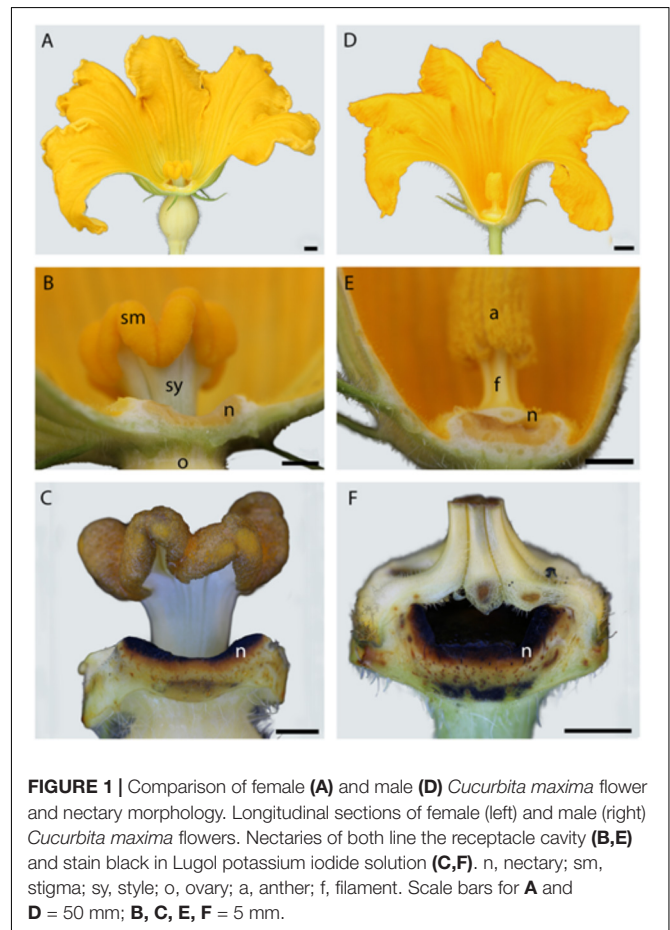 A
D
B
sm
sy
n
o
E
a
f
n
C
n
F
n
FIGURE 1 | Comparison of female (A) and male (D) Cucurbita maxima flower
and nectary morphology. Longitudinal sections of female (left) and male (right)
Cucurbita maxima flowers. Nectaries of both line the receptacle cavity (B,E)
and stain black in Lugol potassium iodide solution (C,F). n, nectary; sm,
stigma; sy, style; o, ovary; a, anther; f, filament. Scale bars for A and
D = 50 mm; B, C, E, F = 5 mm.